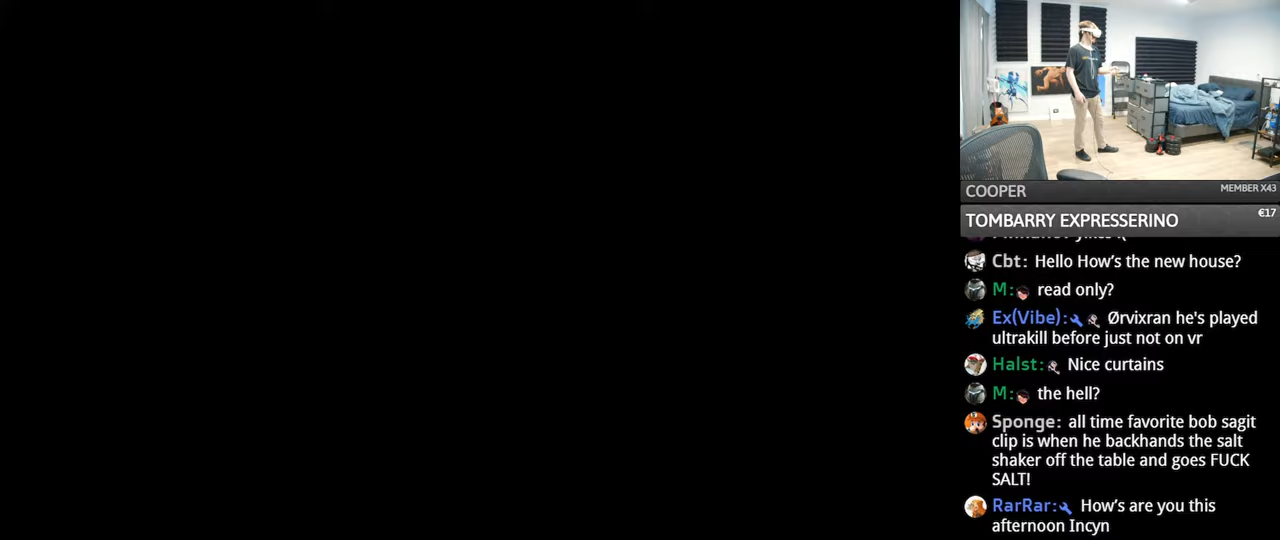 COOPER
MEMBER X43
TOMBARRY EXPRESSERINO
€17
Cbt: Hello How's the new house?
M: read only?
Ex(Vibe): Ørvixran he's played
ultrakill before just not on vr
Halst: Nice curtains
M: the hell?
Sponge: all time favorite bob sagit
clip is when he backhands the salt
shaker off the table and goes FUCK
SALT!
RarRar: How's are you this
afternoon Incyn